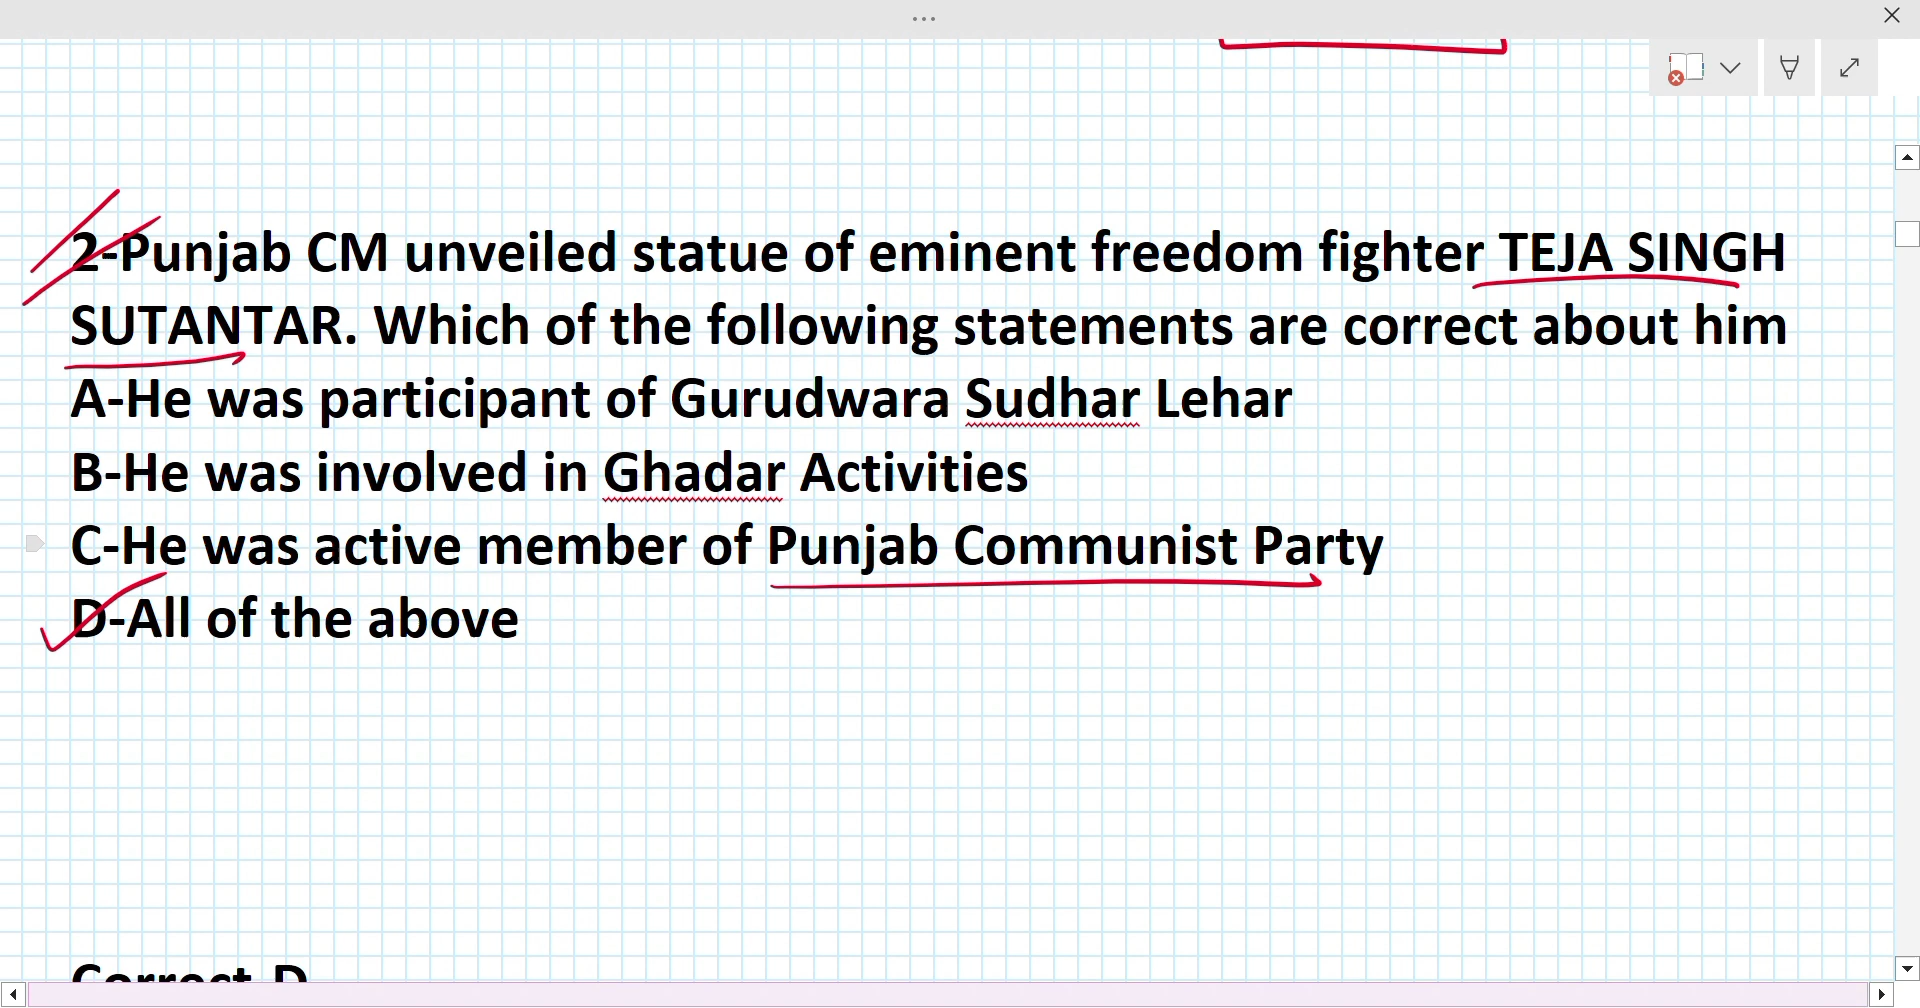 2-Punjab CM unveiled statue of eminent freedom fighter TEJA SINGH
SUTANTAR. Which of the following statements are correct about him
A-He was participant of Gurudwara Sudhar Lehar
B-He was involved in Ghadar Activities
C-He was active member of Punjab Communist Party
D-All of the above
Correct-D